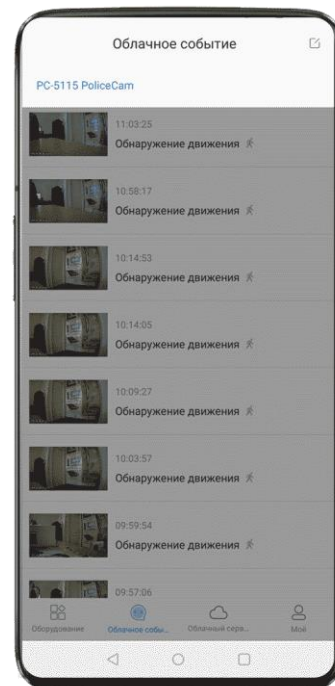 Облачное событие
PC-5115 PoliceCam
11:03:25
Обнаружение движения
10:58:17
Обнаружение движения
10:14:53
Обнаружение движения
10:14:05
Обнаружение движения
10:09:27
Обнаружение движения
10:03:57
Обнаружение движения
09:59:54
Обнаружение движения
09:57:06
Оборудование Облачное собы... Облачный серв... Моё